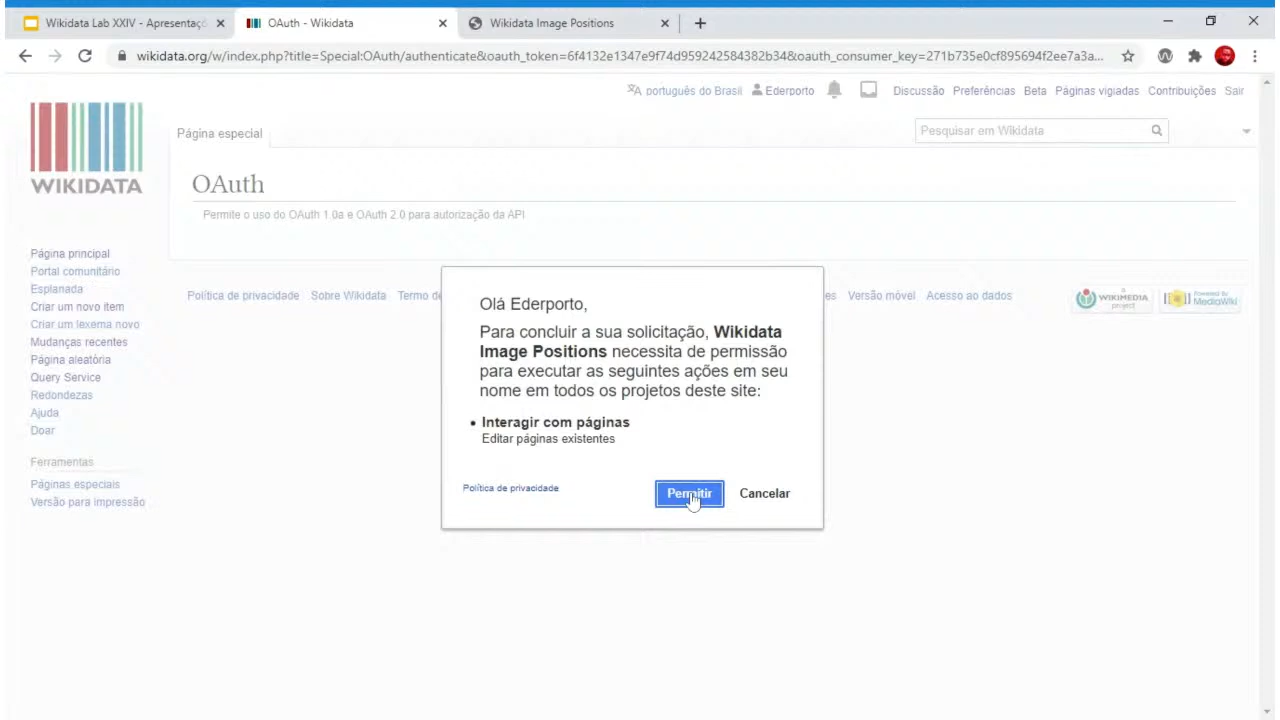 Wikidata Lab XXIV - Apresentaçõ
OAuth - Wikidata
Wikidata Image Positions
wikidata.org/w/index.php?title=Special:OAuth/authenticate&oauth_token=6f4132e1347e9f74d959242584382b34&oauth_consumer_key=271b735e0cf895694f2ee7a3a...
português do Brasil Ederporto Discussão Preferências Beta Páginas vigiadas Contribuições Sair
Página especial
Pesquisar em Wikidata
WIKIDATA
OAuth
Permite o uso do OAuth 1.0a e OAuth 2.0 para autorização da API
Página principal
Portal comunitário
Esplanada
Criar um novo item
Criar um lexema novo
Mudanças recentes
Página aleatória
Query Service
Redondezas
Ajuda
Doar
Ferramentas
Páginas especiais
Versão para impressão
Política de privacidade Sobre Wikidata Termo de
es Versão móvel Acesso ao dados
a WIKIMEDIA project
Powered By MediaWiki
Olá Ederporto,
Para concluir a sua solicitação, Wikidata
Image Positions necessita de permissão
para executar as seguintes ações em seu
nome em todos os projetos deste site:
• Interagir com páginas
Editar páginas existentes
Política de privacidade
Permitir Cancelar